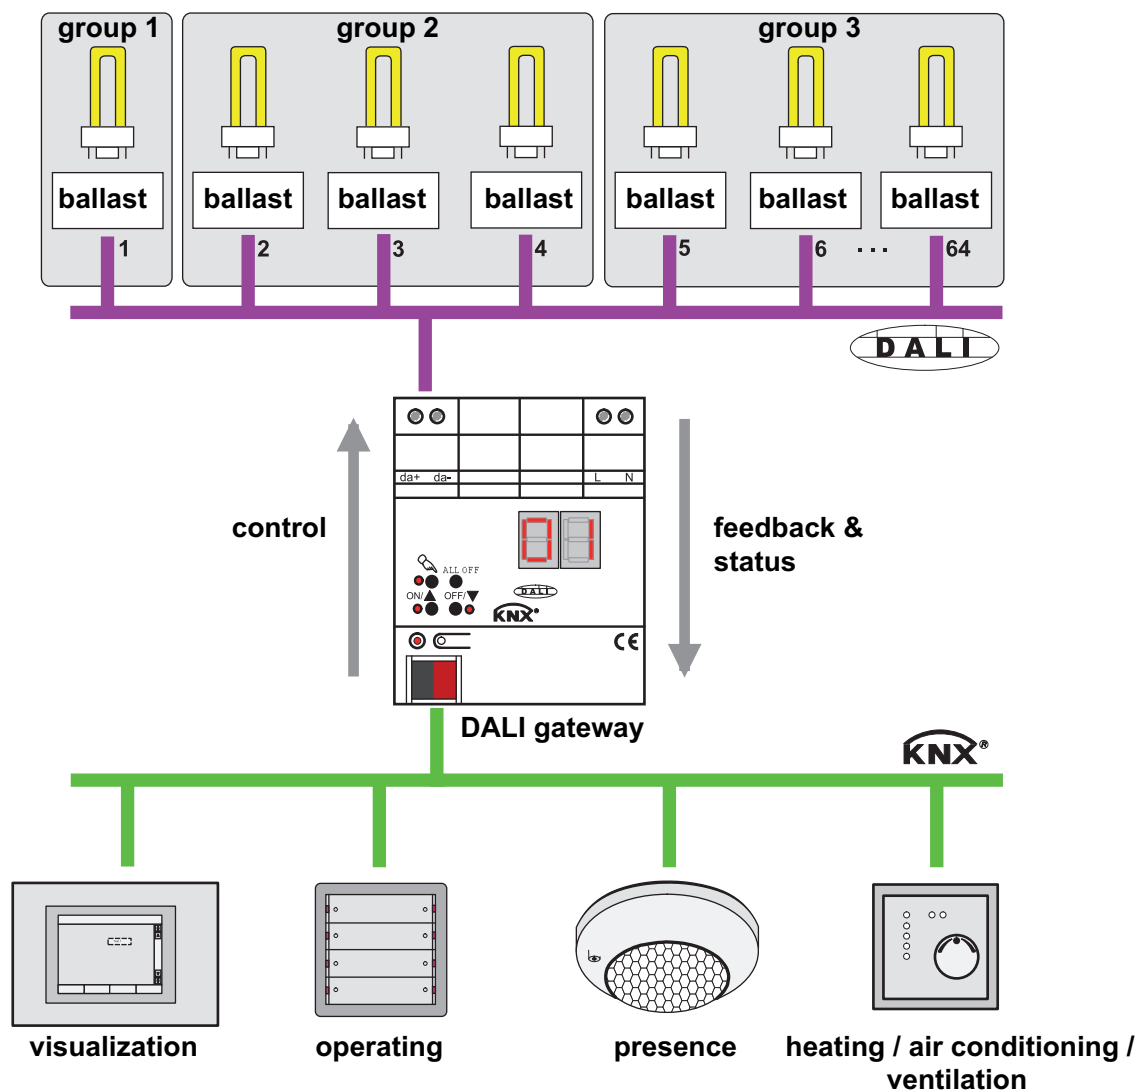 group 1
group 2
group 3
ballast
ballast
ballast
ballast
ballast
ballast
ballast
1
2
3
4
5
6
...
64
DALI
da+ da-
L N
control
feedback &
status
01
ALL OFF
ON/▲ OFF/▼
DALI
KNX®
CE
DALI gateway
KNX®
visualization
operating
presence
heating / air conditioning /
ventilation